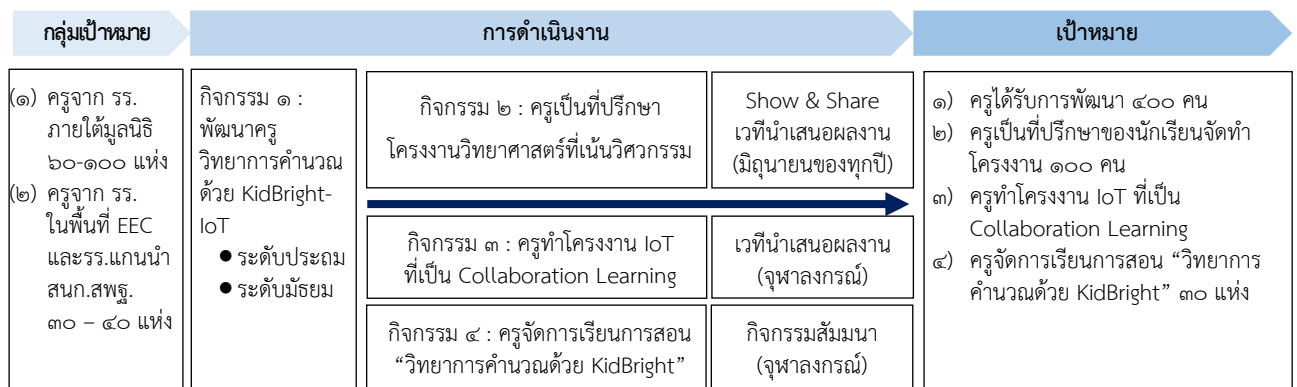 กลุ่มเป้าหมาย
การดำเนินงาน
เป้าหมาย
(๑) ครูจาก รร.
ภายใต้มูลนิธิ
๖๐-๑๐๐ แห่ง
(๒) ครูจาก รร.
ในพื้นที่ EEC
และรร.แกนนำ
สนก.สพฐ.
๓๐ – ๔๐ แห่ง
กิจกรรม ๑ :
พัฒนาครู
วิทยาการคำนวณ
ด้วย KidBright-
IoT
● ระดับประถม
● ระดับมัธยม
กิจกรรม ๒ : ครูเป็นที่ปรึกษา
โครงงานวิทยาศาสตร์ที่เน้นวิศวกรรม
Show & Share
เวทีนำเสนอผลงาน
(มิถุนายนของทุกปี)
กิจกรรม ๓ : ครูทำโครงงาน IoT
ที่เป็น Collaboration Learning
เวทีนำเสนอผลงาน
(จุฬาลงกรณ์)
กิจกรรม ๔ : ครูจัดการเรียนการสอน
“วิทยาการคำนวณด้วย KidBright”
กิจกรรมสัมมนา
(จุฬาลงกรณ์)
๑) ครูได้รับการพัฒนา ๔๐๐ คน
๒) ครูเป็นที่ปรึกษาของนักเรียนจัดทำ
โครงงาน ๑๐๐ คน
๓) ครูทำโครงงาน IoT ที่เป็น
Collaboration Learning
๔) ครูจัดการเรียนการสอน “วิทยาการ
คำนวณด้วย KidBright” ๓๐ แห่ง